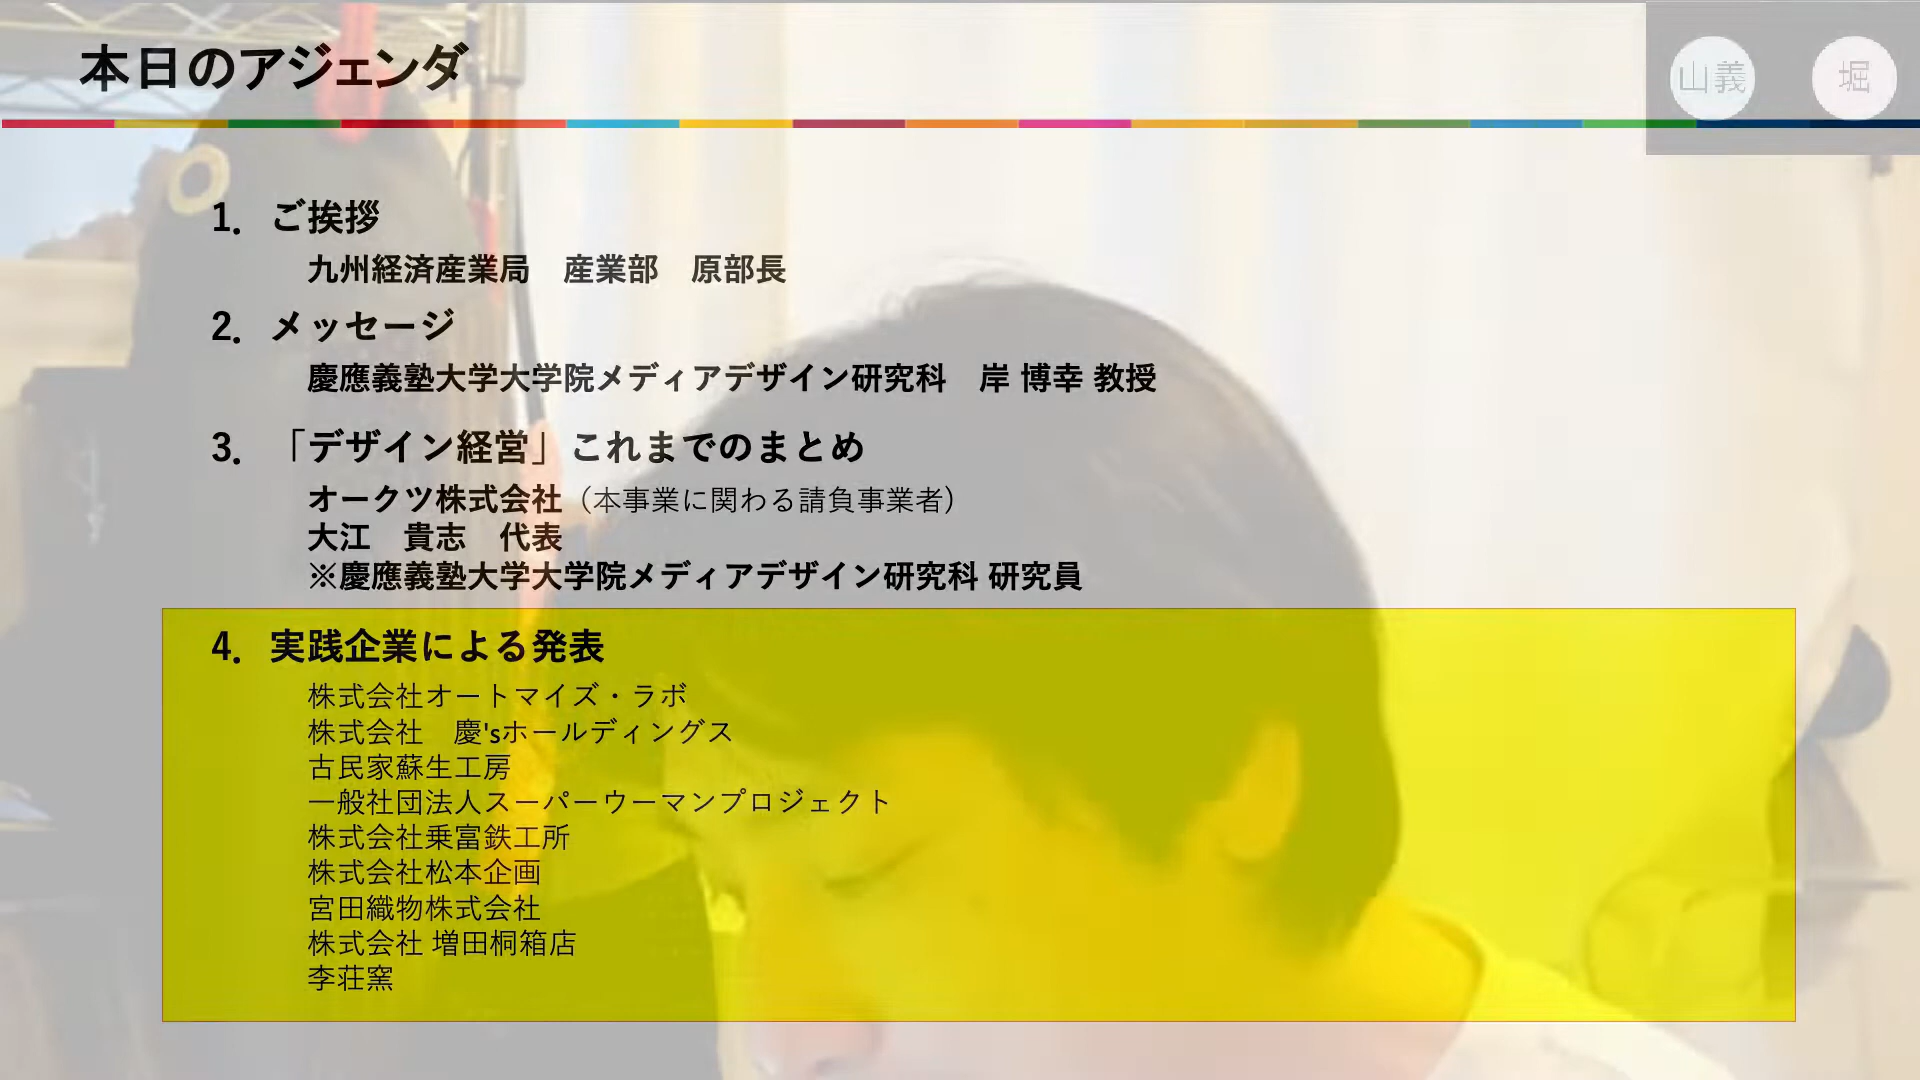 本日のアジェンダ
山義 堀
1. ご挨拶
九州経済産業局　産業部　原部長
2. メッセージ
慶應義塾大学大学院メディアデザイン研究科　岸 博幸 教授
3. 「デザイン経営」これまでのまとめ
オークツ株式会社（本事業に関わる請負事業者）
大江　貴志　代表
※慶應義塾大学大学院メディアデザイン研究科 研究員
4. 実践企業による発表
株式会社オートマイズ・ラボ
株式会社　慶'sホールディングス
古民家蘇生工房
一般社団法人スーパーウーマンプロジェクト
株式会社乗富鉄工所
株式会社松本企画
宮田織物株式会社
株式会社 増田桐箱店
李荘窯